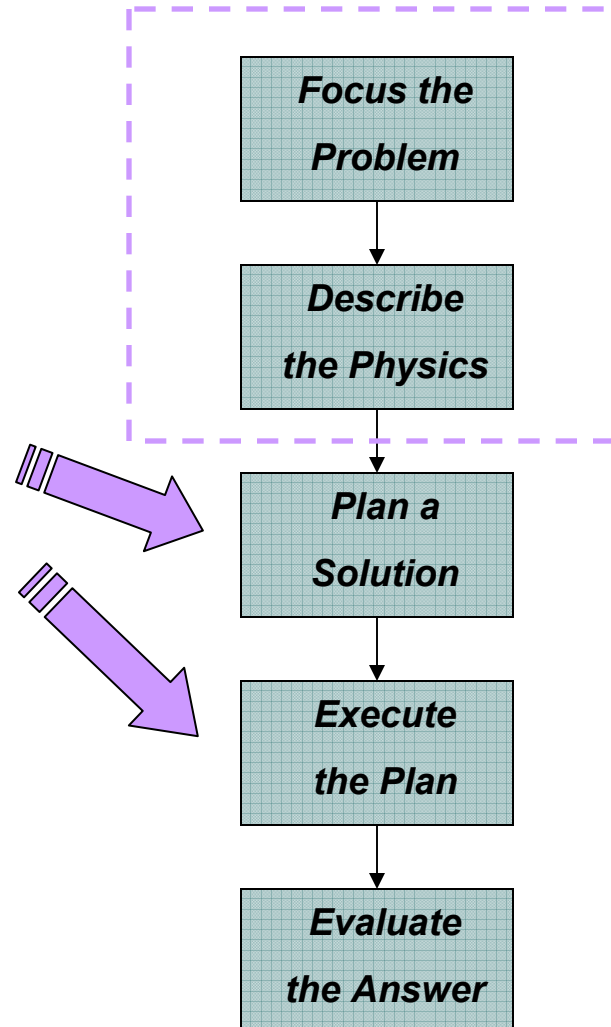 Focus the
Problem
Describe
the Physics
Plan a
Solution
Execute
the Plan
Evaluate
the Answer